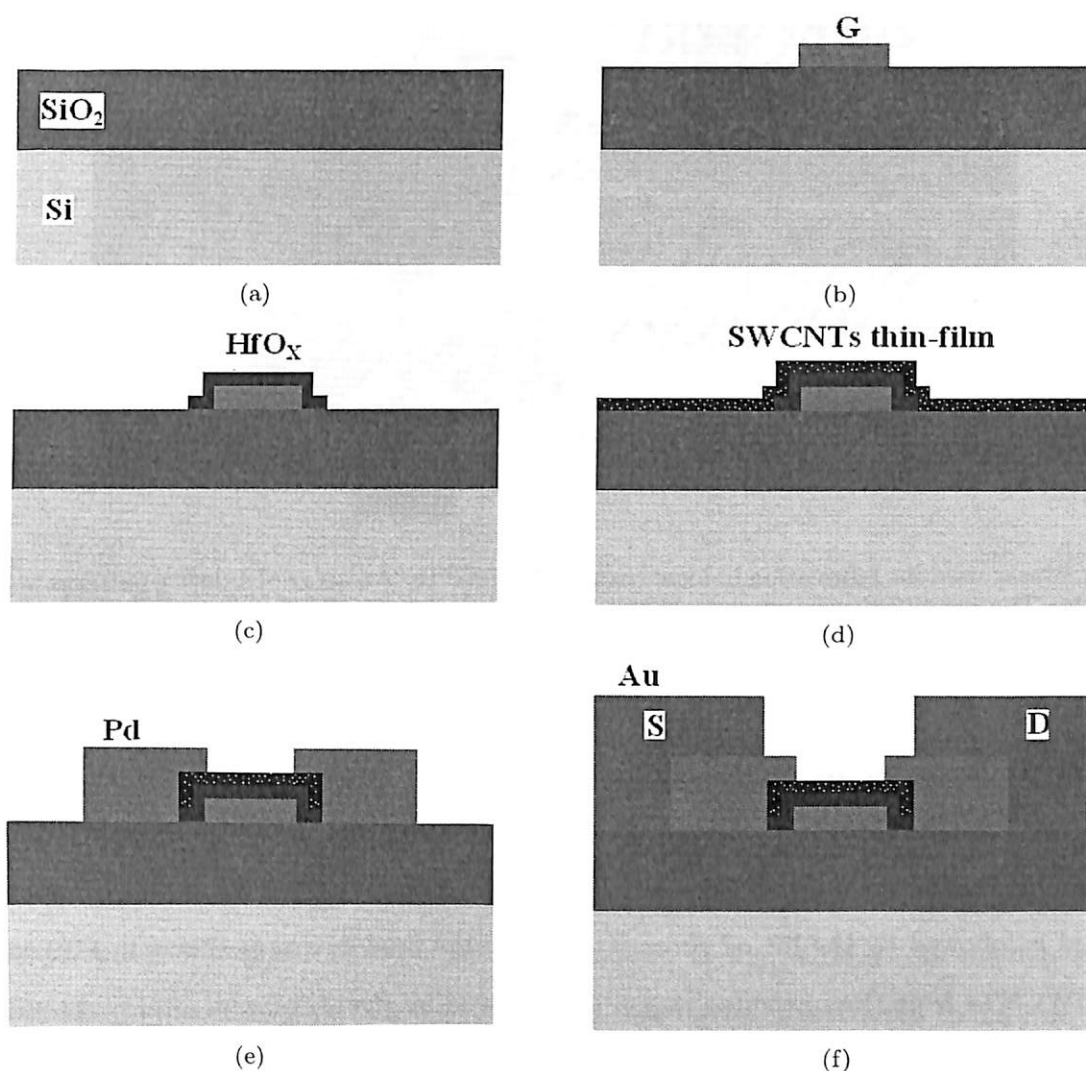 SiO₂
Si
(a)
G
(b)
HfOₓ
(c)
SWCNTs thin-film
(d)
Pd
(e)
Au
S
D
(f)